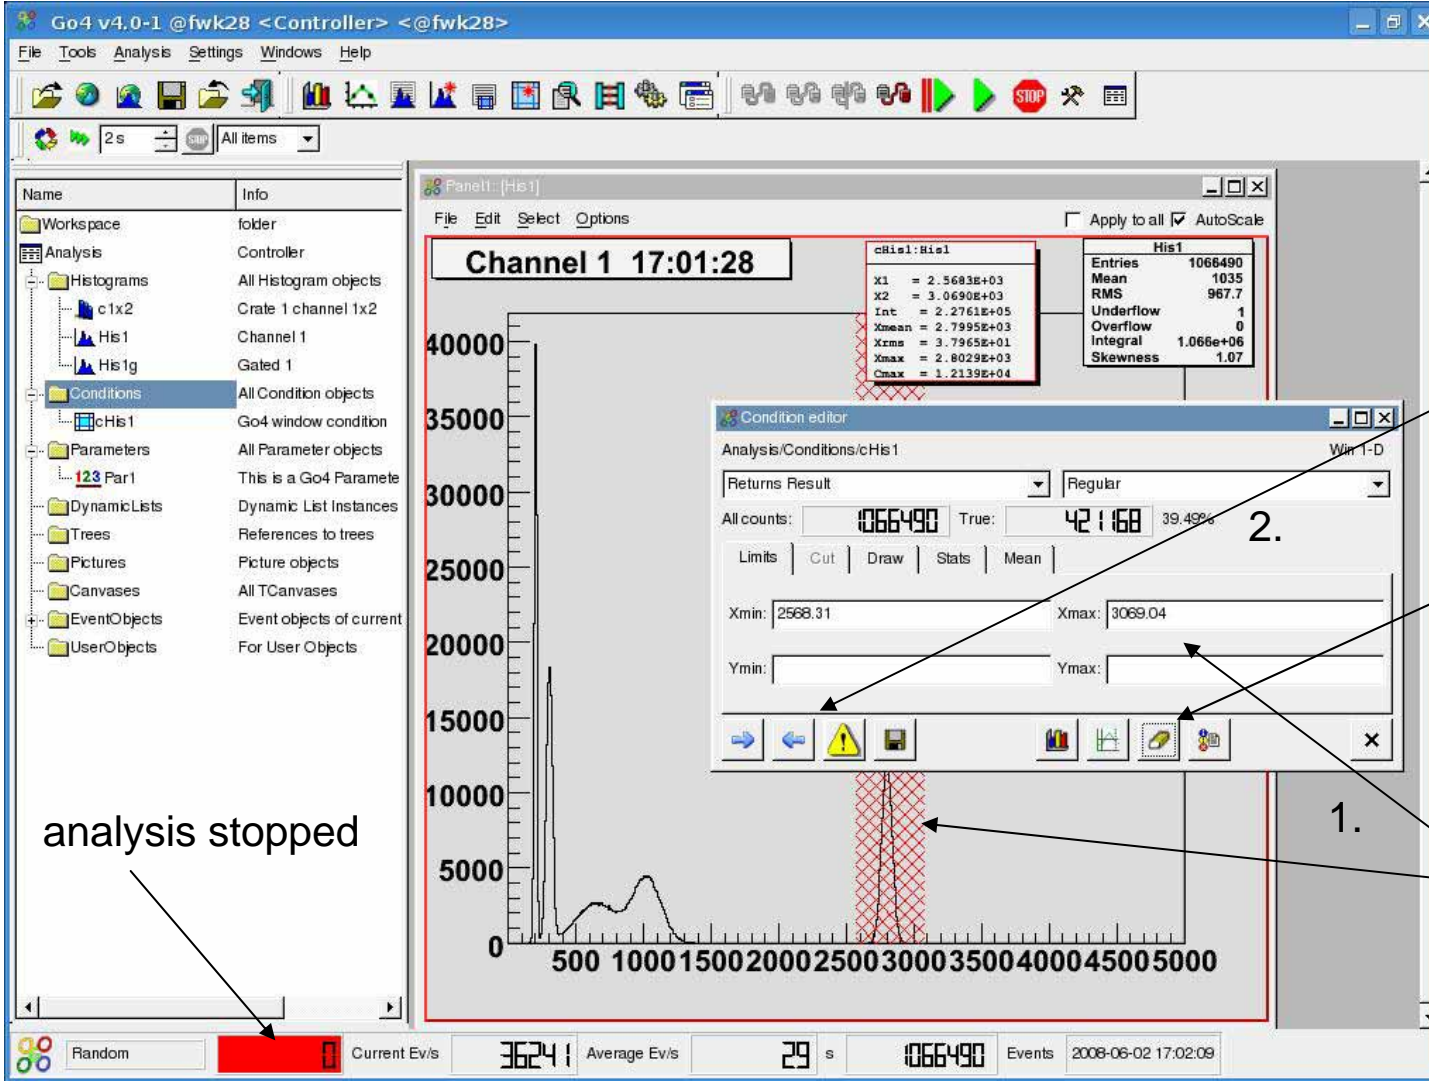 Go4 v4.0-1 @fwk28 <Controller> <@fwk28>
File Tools Analysis Settings Windows Help
STOP
2 s STOP All items
Name Info
Workspace folder
Analysis Controller
Histograms All Histogram objects
c1x2 Crate 1 channel 1x2
His1 Channel 1
His1g Gated 1
Conditions All Condition objects
cHis1 Go4 window condition
Parameters All Parameter objects
123 Par1 This is a Go4 Paramete
DynamicLists Dynamic List Instances
Trees References to trees
Pictures Picture objects
Canvases All TCanvases
EventObjects Event objects of current
UserObjects For User Objects
analysis stopped
Panel1: [His1]
File Edit Select Options Apply to all AutoScale
Channel 1 17:01:28
cHis1:His1
X1 = 2.5683E+03
X2 = 3.0690E+03
Int = 2.2761E+05
Xmean = 2.7995E+03
Xrms = 3.7965E+01
Xmax = 2.8029E+03
Cmax = 1.2139E+04
His1
Entries 1066490
Mean 1035
RMS 967.7
Underflow 1
Overflow 0
Integral 1.066e+06
Skewness 1.07
40000
35000
30000
25000
20000
15000
10000
5000
0
500 1000 1500 2000 2500 3000 3500 4000 4500 5000
Condition editor
Analysis/Conditions/cHis1 Win 1-D
Returns Result Regular
All counts: 1066490 True: 421168 39.49%
2.
Limits Cut Draw Stats Mean
Xmin: 2568.31 Xmax: 3069.04
Ymin: Ymax:
1.
Random 0 Current Ev/s 36241 Average Ev/s 29 s 1066490 Events 2008-06-02 17:02:09